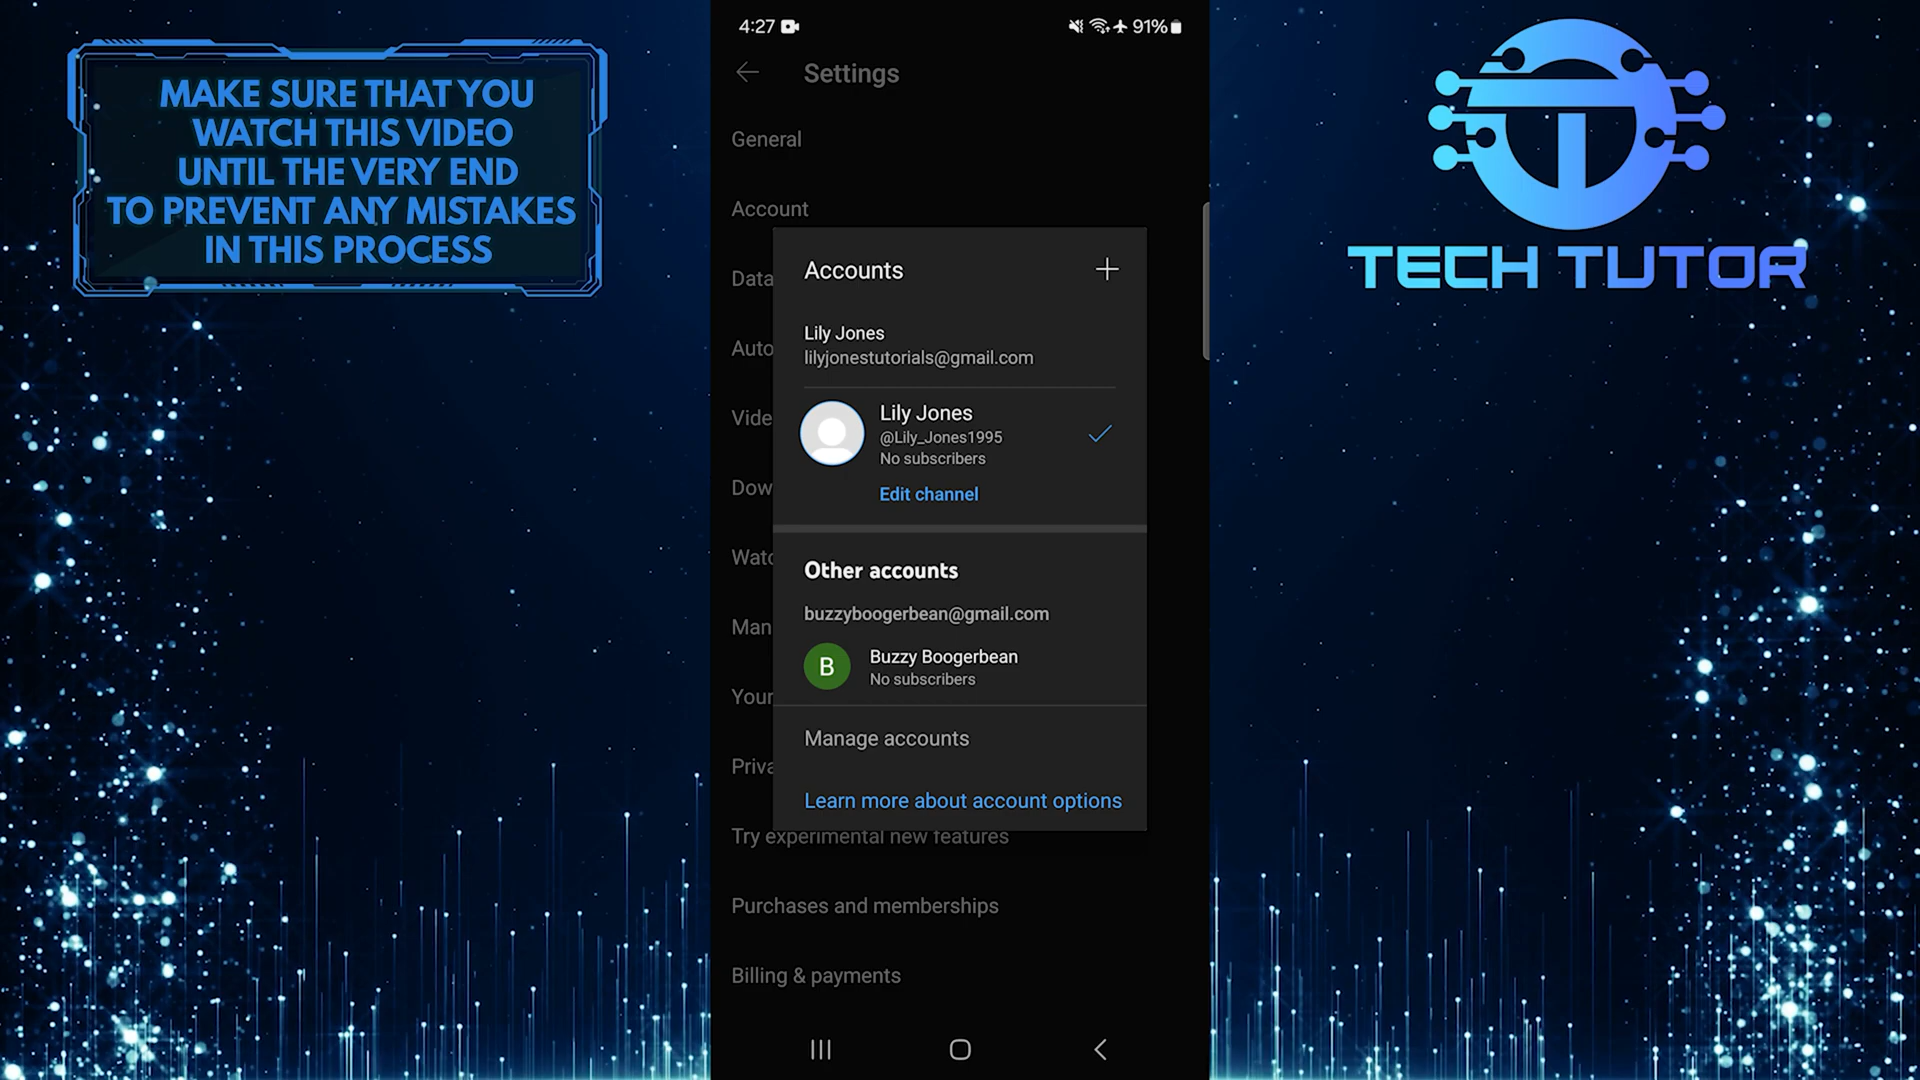 MAKE SURE THAT YOU
WATCH THIS VIDEO
UNTIL THE VERY END
TO PREVENT ANY MISTAKES
IN THIS PROCESS
4:27
91%
Settings
General
Account
Data
Auto
Vide
Dow
Watc
Man
Your
Priva
Try experimental new features
Purchases and memberships
Billing & payments
Accounts
Lily Jones
lilyjonestutorials@gmail.com
Lily Jones
@Lily_Jones1995
No subscribers
Edit channel
Other accounts
buzzyboogerbean@gmail.com
B
Buzzy Boogerbean
No subscribers
Manage accounts
Learn more about account options
TECH TUTOR